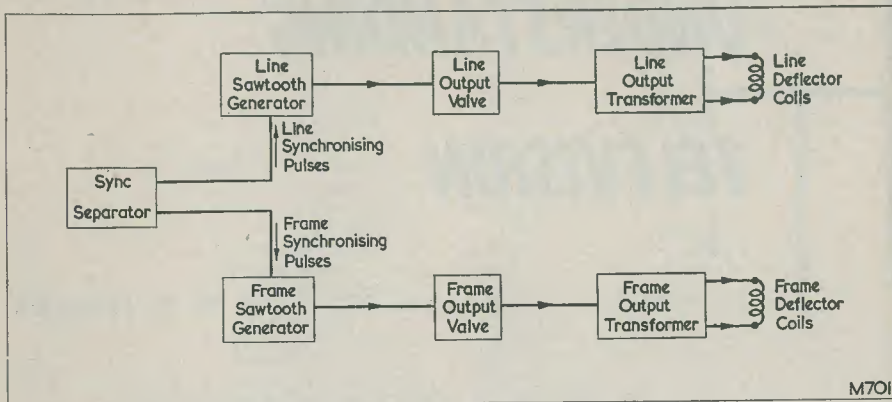 Line
Sawtooth
Generator
Line
Output
Valve
Line
Output
Transformer
Line
Deflector
Coils
Line
Synchronising
Pulses
Sync
Separator
Frame
Synchronising
Pulses
Frame
Sawtooth
Generator
Frame
Output
Valve
Frame
Output
Transformer
Frame
Deflector
Coils
M701